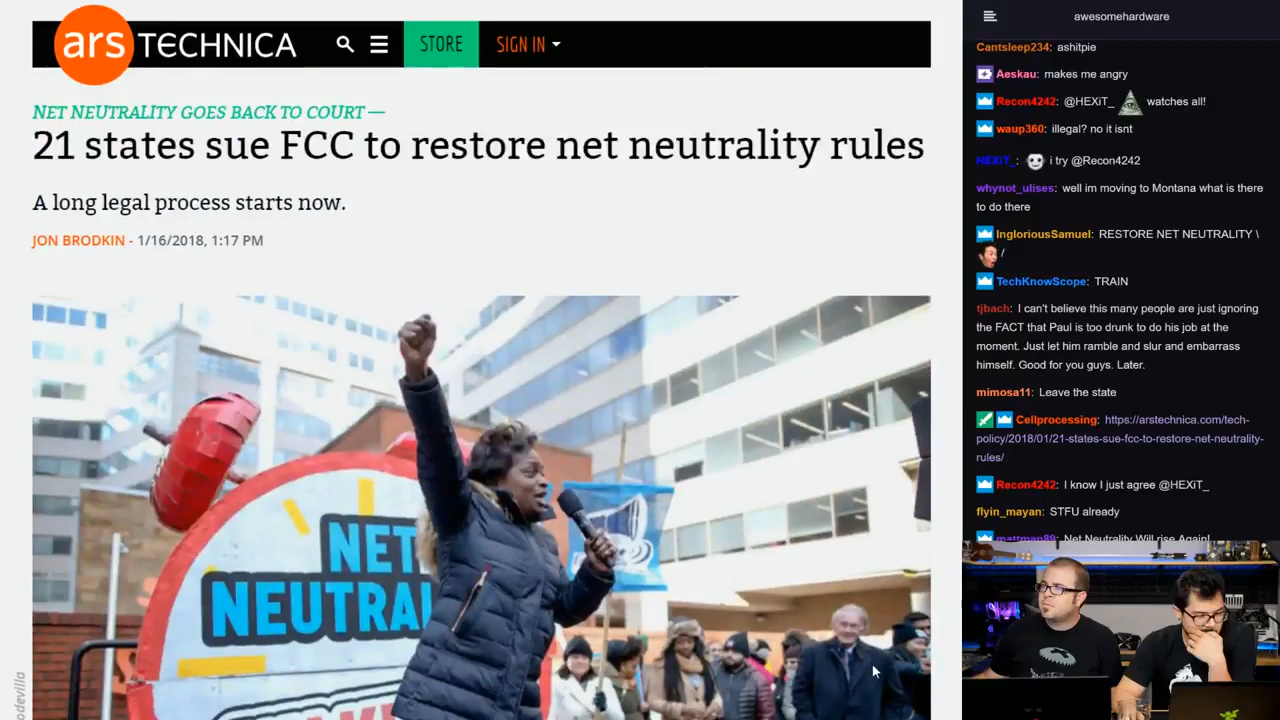 ars TECHNICA
STORE
SIGN IN
NET NEUTRALITY GOES BACK TO COURT —
21 states sue FCC to restore net neutrality rules
A long legal process starts now.
JON BRODKIN - 1/16/2018, 1:17 PM
NET
NEUTRAL
odevilla
awesomehardware
Cantsleep234: ashitpie
Aeskau: makes me angry
Recon4242: @HEXiT_ watches all!
waup360: illegal? no it isnt
HEXiT_: i try @Recon4242
whynot_ulises: well im moving to Montana what is there
to do there
IngloriousSamuel: RESTORE NET NEUTRALITY \
/
TechKnowScope: TRAIN
tjbach: I can't believe this many people are just ignoring
the FACT that Paul is too drunk to do his job at the
moment. Just let him ramble and slur and embarrass
himself. Good for you guys. Later.
mimosa11: Leave the state
Cellprocessing: https://arstechnica.com/tech-
policy/2018/01/21-states-sue-fcc-to-restore-net-neutrality-
rules/
Recon4242: I know I just agree @HEXiT_
flyin_mayan: STFU already
mattman89: Net Neutrality Will rise Again!